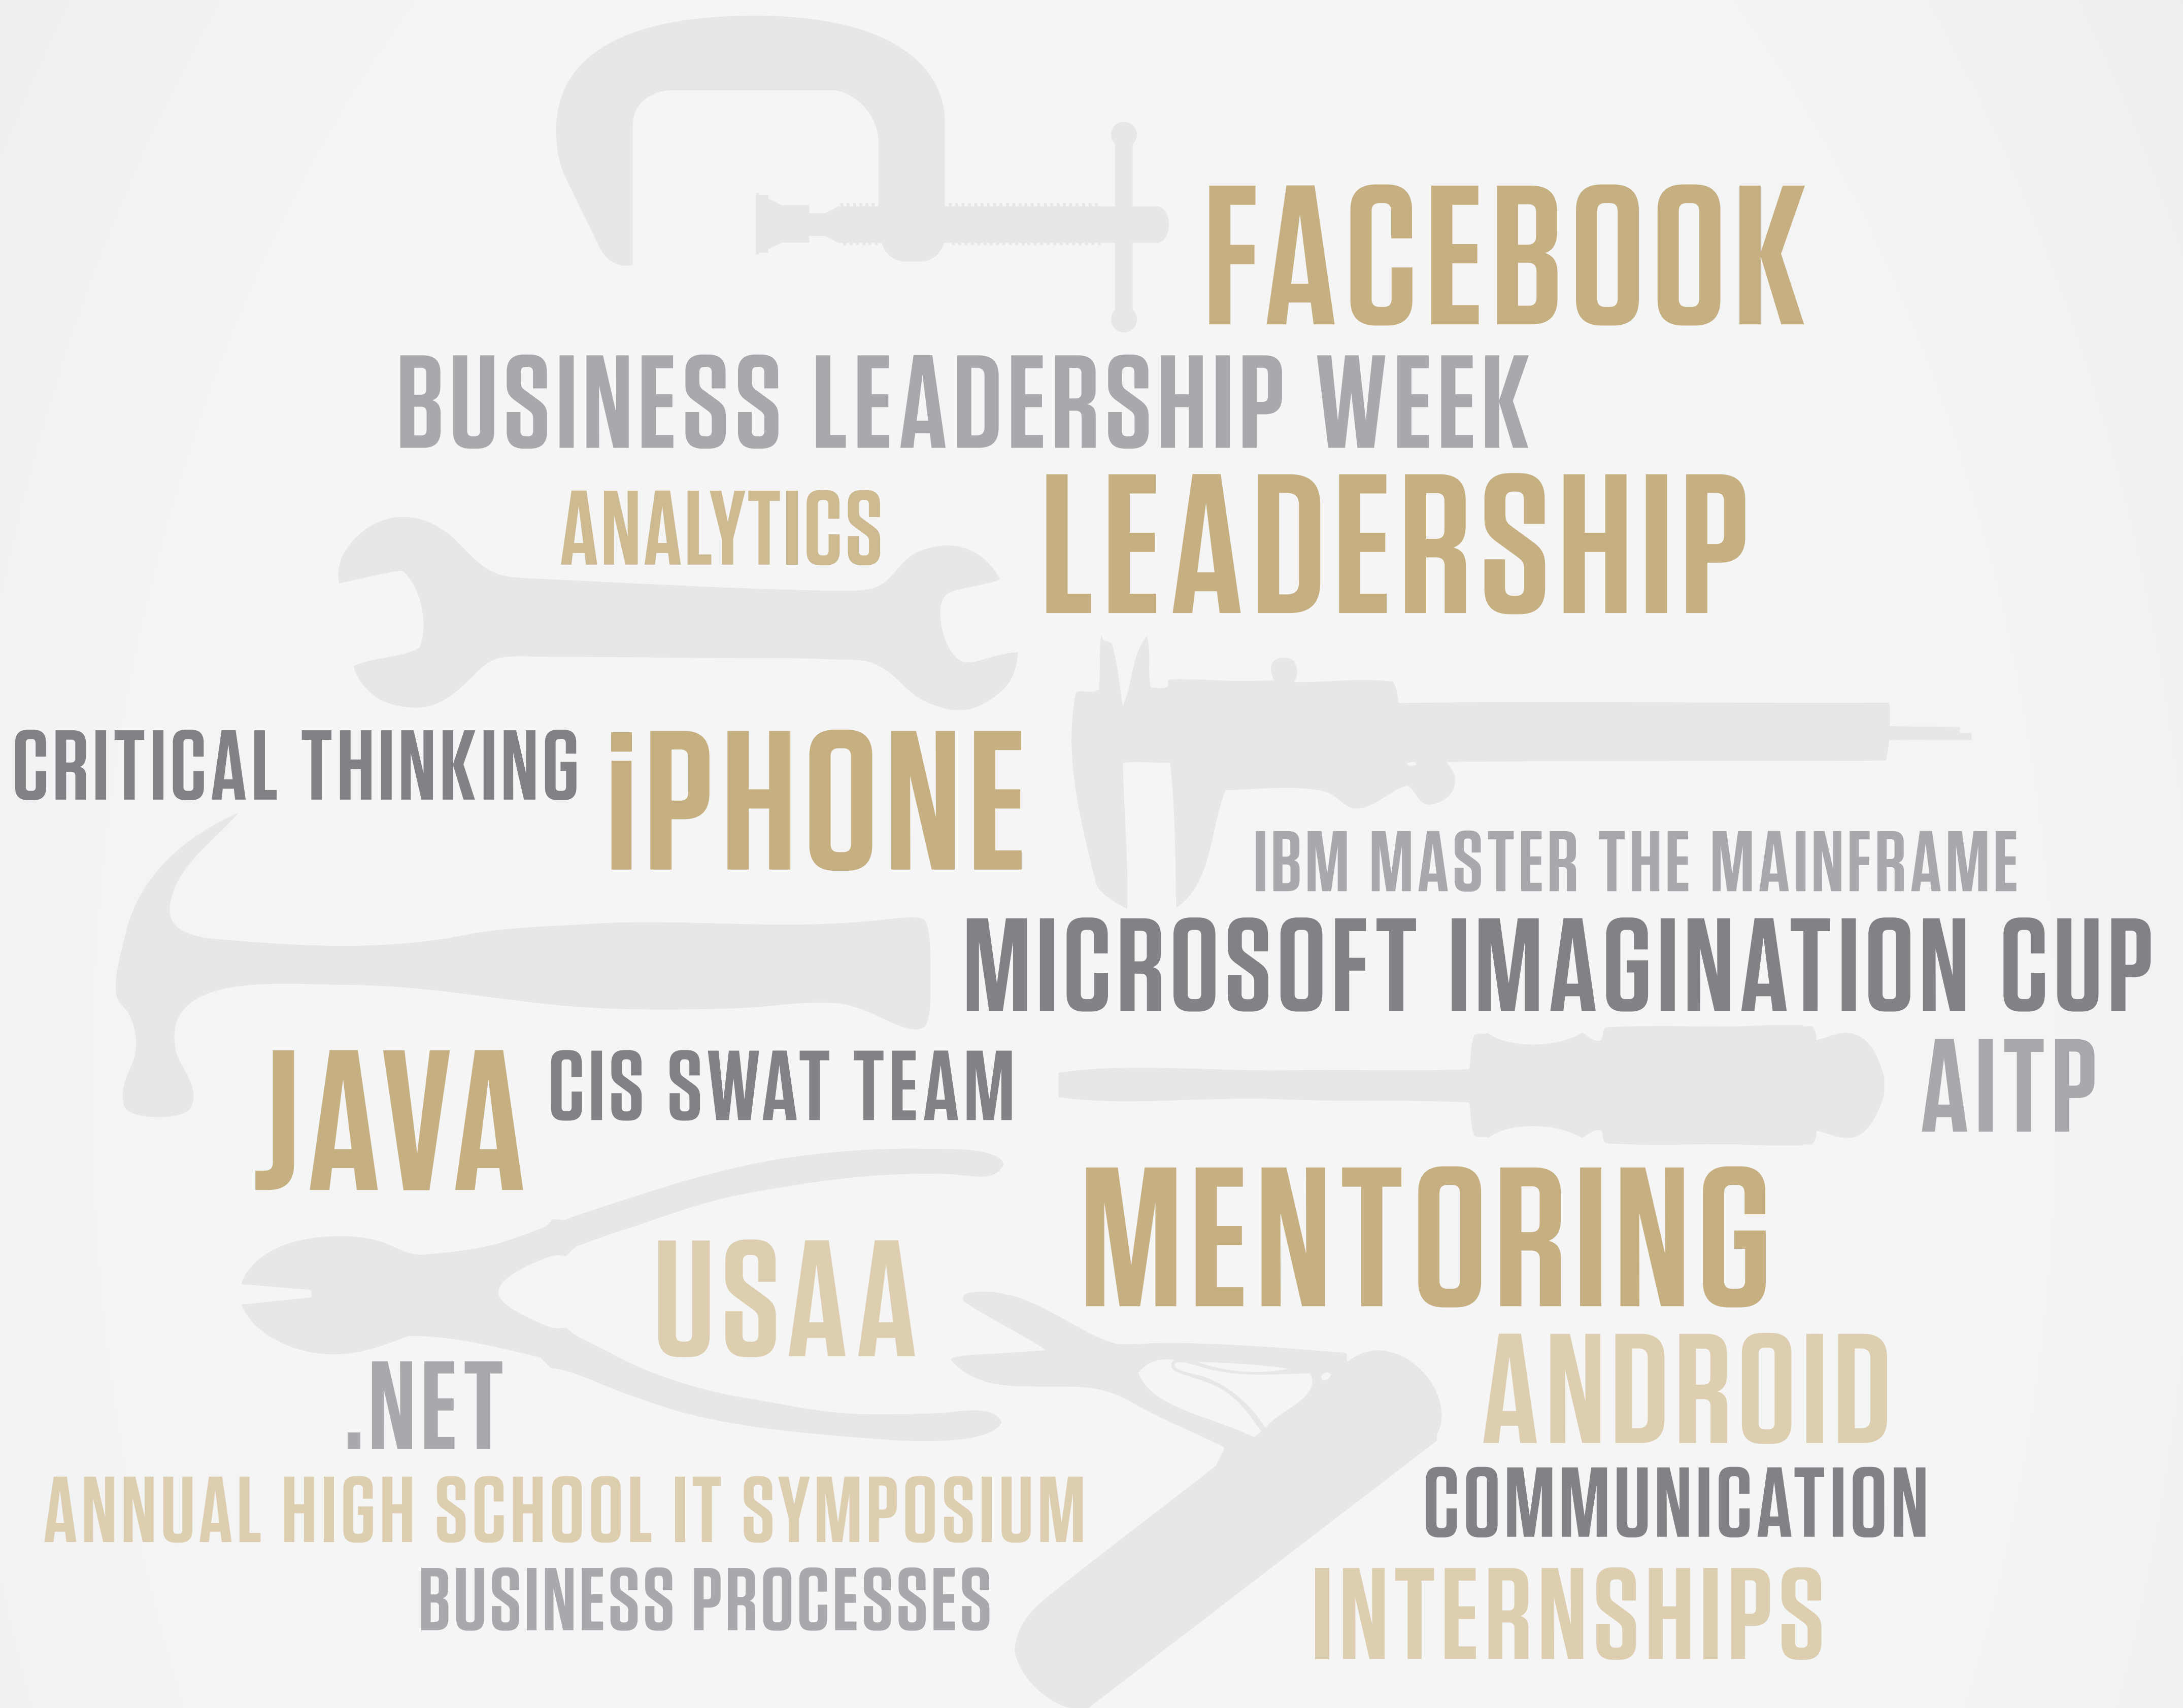 FACEBOOK
BUSINESS LEADERSHIP WEEK
ANALYTICS
LEADERSHIP
CRITICAL THINKING
iPHONE
IBM MASTER THE MAINFRAME
MICROSOFT IMAGINATION CUP
JAVA
CIS SWAT TEAM
AITP
MENTORING
USAA
ANDROID
.NET
COMMUNICATION
ANNUAL HIGH SCHOOL IT SYMPOSIUM
BUSINESS PROCESSES
INTERNSHIPS